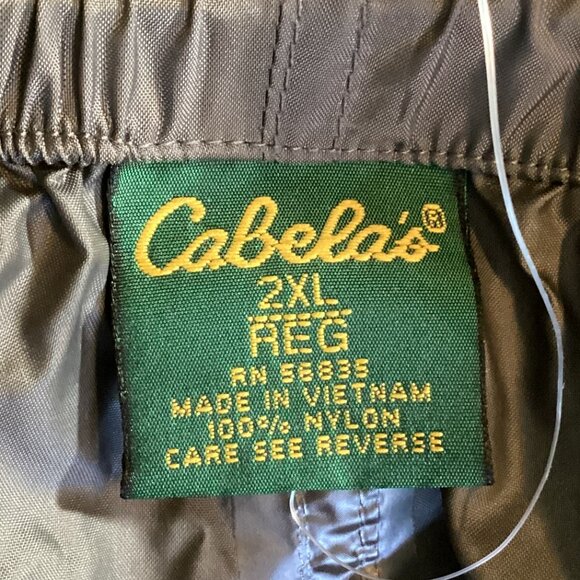 Cabela's®
2XL
REG
RN 56835
MADE IN VIETNAM
100% NYLON
CARE SEE REVERSE